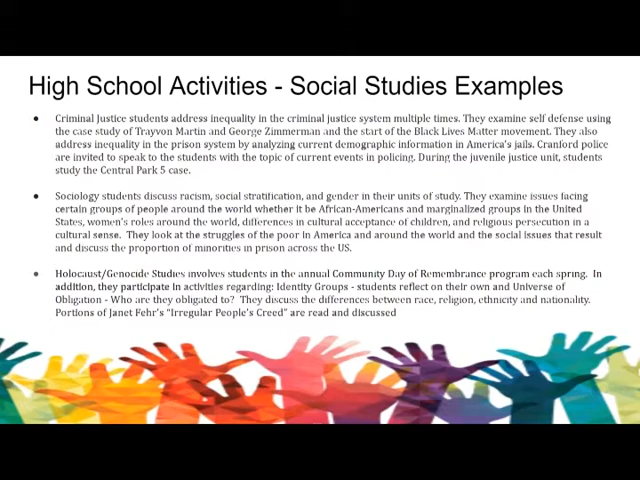 High School Activities - Social Studies Examples
● Criminal Justice students address inequality in the criminal justice system multiple times. They examine self defense using
the case study of Trayvon Martin and George Zimmerman and the start of the Black Lives Matter movement. They also
address inequality in the prison system by analyzing current demographic information in America's jails. Cranford police
are invited to speak to the students with the topic of current events in policing. During the juvenile justice unit, students
study the Central Park 5 case.
● Sociology students discuss racism, social stratification, and gender in their units of study. They examine issues facing
certain groups of people around the world whether it be African-Americans and marginalized groups in the United
States, women's roles around the world, differences in cultural acceptance of children, and religious persecution in a
cultural sense. They look at the struggles of the poor in America and around the world and the social issues that result
and discuss the proportion of minorities in prison across the US.
● Holocaust/Genocide Studies involves students in the annual Community Day of Remembrance program each spring. In
addition, they participate in activities regarding: Identity Groups - students reflect on their own and Universe of
Obligation - Who are they obligated to? They discuss the differences between race, religion, ethnicity and nationality.
Portions of Janet Fehr's "Irregular People's Creed" are read and discussed